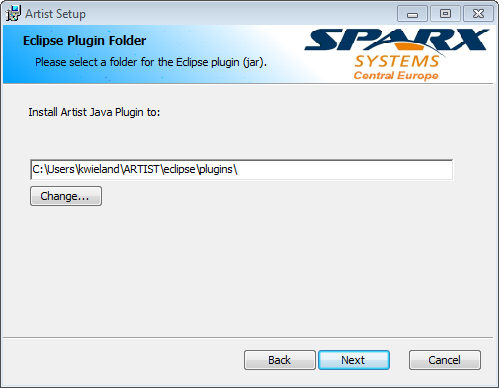 Artist Setup
Eclipse Plugin Folder
Please select a folder for the Eclipse plugin (jar).
SPARX
SYSTEMS
Central Europe
Install Artist Java Plugin to:
C:\Users\kwieland\ARTIST\eclipse\plugins\
Change...
Back
Next
Cancel